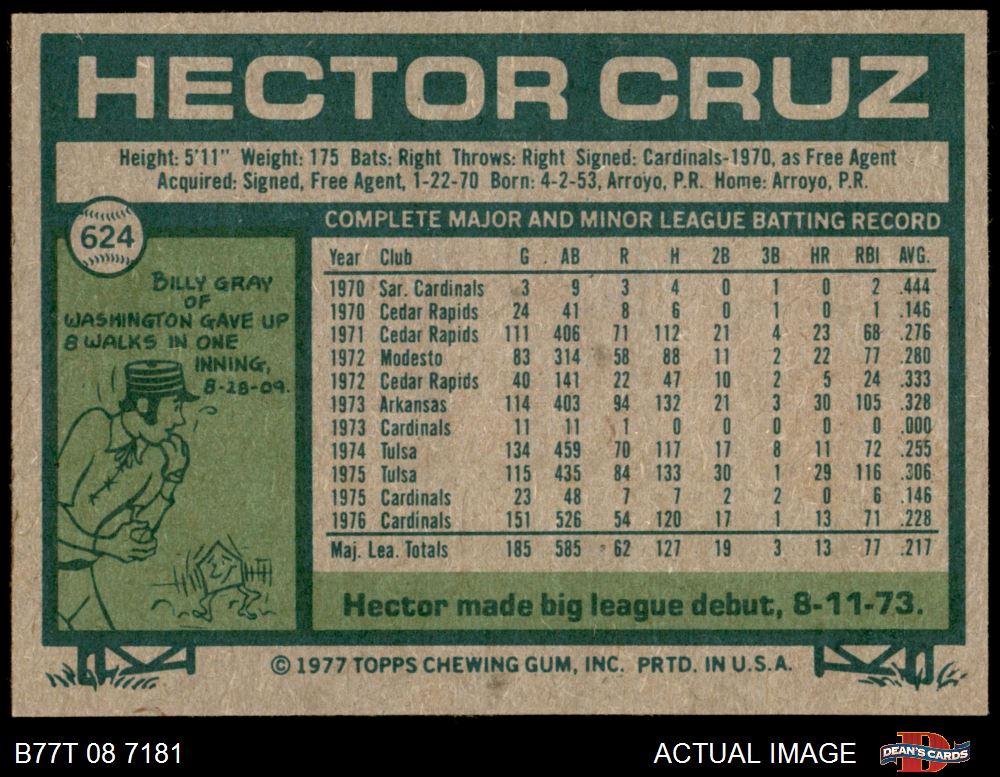 HECTOR CRUZ
Height: 5'11" Weight: 175 Bats: Right Throws: Right Signed: Cardinals-1970, as Free Agent
Acquired: Signed, Free Agent, 1-22-70 Born: 4-2-53, Arroyo, P.R. Home: Arroyo, P.R.
624
BILLY GRAY
OF
WASHINGTON GAVE UP
8 WALKS IN ONE
INNING,
8-28-09.
COMPLETE MAJOR AND MINOR LEAGUE BATTING RECORD
Year Club G AB R H 2B 3B HR RBI AVG.
1970 Sar. Cardinals 3 9 3 4 0 1 0 2 .444
1970 Cedar Rapids 24 41 8 6 0 1 0 1 .146
1971 Cedar Rapids 111 406 71 112 21 4 23 68 .276
1972 Modesto 83 314 58 88 11 2 22 77 .280
1972 Cedar Rapids 40 141 22 47 10 2 5 24 .333
1973 Arkansas 114 403 94 132 21 3 30 105 .328
1973 Cardinals 11 11 1 0 0 0 0 0 .000
1974 Tulsa 134 459 70 117 17 8 11 72 .255
1975 Tulsa 115 435 84 133 30 1 29 116 .306
1975 Cardinals 23 48 7 7 2 2 0 6 .146
1976 Cardinals 151 526 54 120 17 1 13 71 .228
Maj. Lea. Totals 185 585 62 127 19 3 13 77 .217
Hector made big league debut, 8-11-73.
© 1977 TOPPS CHEWING GUM, INC. PRTD. IN U.S.A.
B77T 08 7181
ACTUAL IMAGE
DEAN'S CARDS